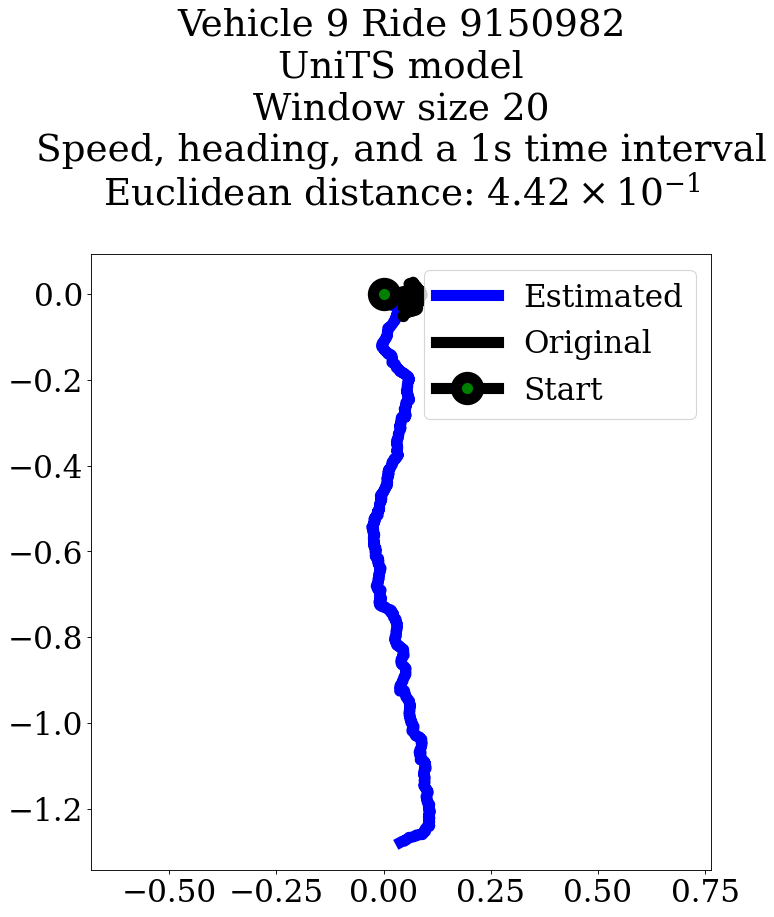 Vehicle 9 Ride 9150982
UniTS model
Window size 20
Speed, heading, and a 1s time interval
Euclidean distance: 4.42 × 10⁻¹
Estimated
Original
Start
0.0
−0.2
−0.4
−0.6
−0.8
−1.0
−1.2
−0.50 −0.25 0.00 0.25 0.50 0.75